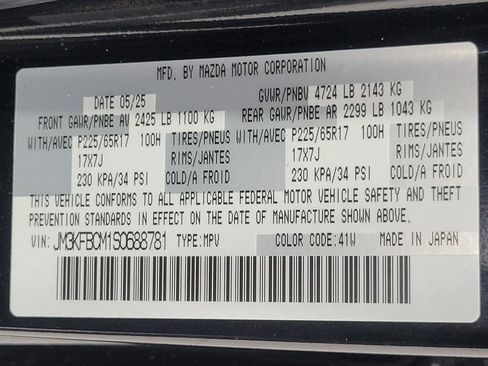 MFD. BY MAZDA MOTOR CORPORATION
DATE 05/25 GVWR/PNBV 4724 LB 2143 KG
FRONT GAWR/PNBE AV 2425 LB 1100 KG REAR GAWR/PNBE AR 2299 LB 1043 KG
WITH/AVEC P225/65R17 100H TIRES/PNEUS WITH/AVEC P225/65R17 100H TIRES/PNEUS
17X7J RIMS/JANTES 17X7J RIMS/JANTES
230 KPA/34 PSI COLD/A FROID 230 KPA/34 PSI COLD/A FROID
THIS VEHICLE CONFORMS TO ALL APPLICABLE FEDERAL MOTOR VEHICLE SAFETY AND THEFT
PREVENTION STANDARDS IN EFFECT ON THE DATE OF MANUFACTURE SHOWN ABOVE.
VIN: JM3KFBCM1S0688781 TYPE: MPV COLOR CODE: 41W MADE IN JAPAN